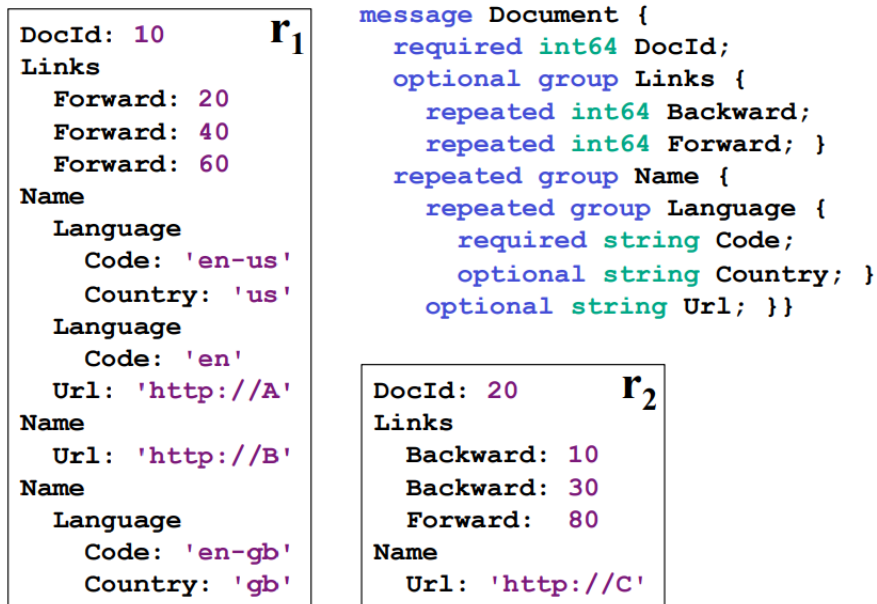 DocId: 10 r1
Links
  Forward: 20
  Forward: 40
  Forward: 60
Name
  Language
    Code: 'en-us'
    Country: 'us'
  Language
    Code: 'en'
  Url: 'http://A'
Name
  Url: 'http://B'
Name
  Language
    Code: 'en-gb'
    Country: 'gb'
message Document {
  required int64 DocId;
  optional group Links {
    repeated int64 Backward;
    repeated int64 Forward; }
  repeated group Name {
    repeated group Language {
      required string Code;
      optional string Country; }
    optional string Url; }}
DocId: 20 r2
Links
  Backward: 10
  Backward: 30
  Forward:  80
Name
  Url: 'http://C'